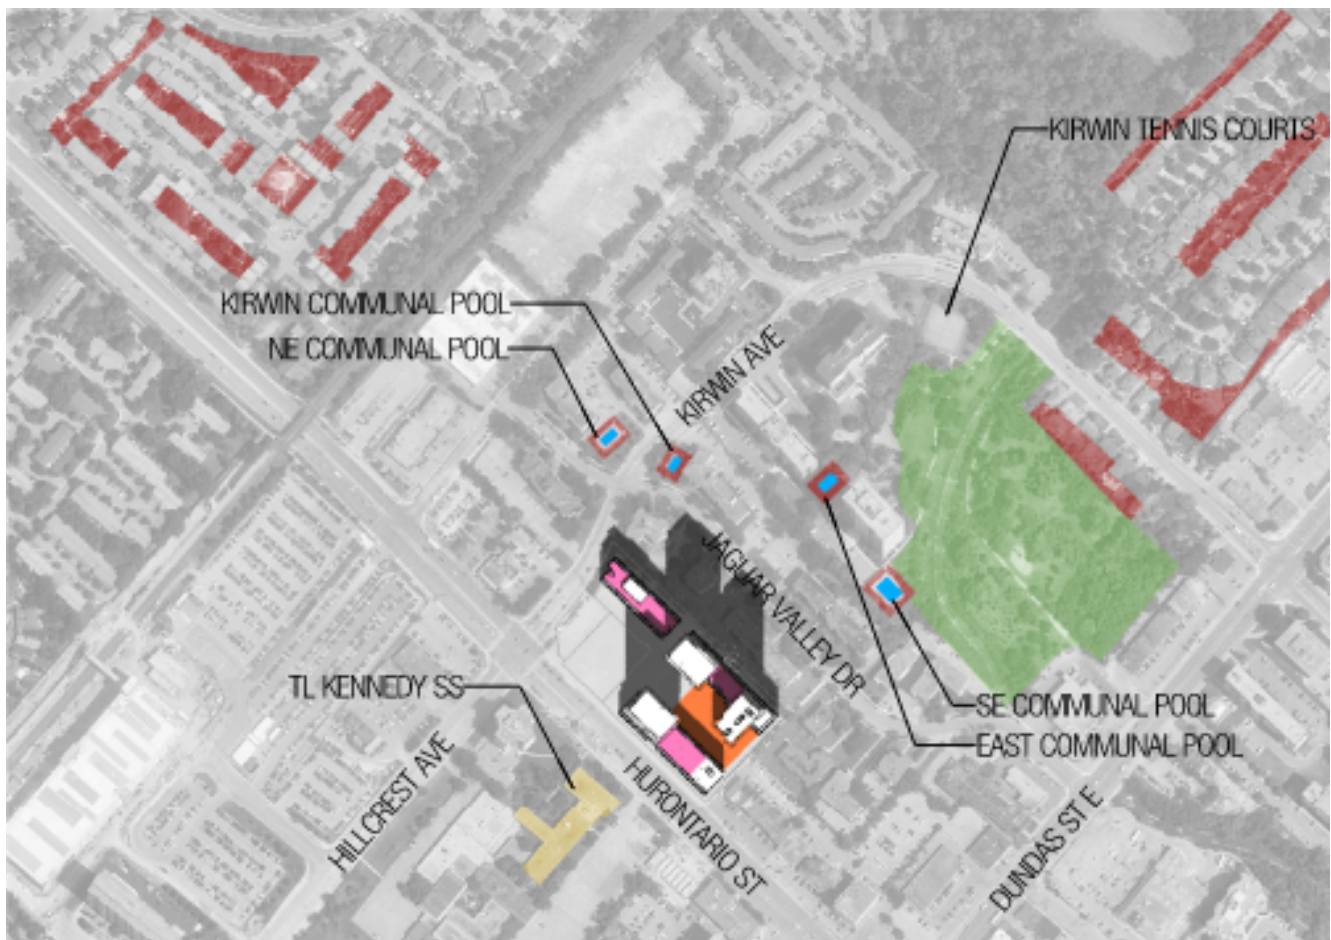 KIRWIN TENNIS COURTS
KIRWIN COMMUNAL POOL
NE COMMUNAL POOL
KIRWIN AVE
JAGUAR VALLEY DR
TL KENNEDY SS
SE COMMUNAL POOL
EAST COMMUNAL POOL
HILLCREST AVE
HURONTARIO ST
DUNDAS ST E